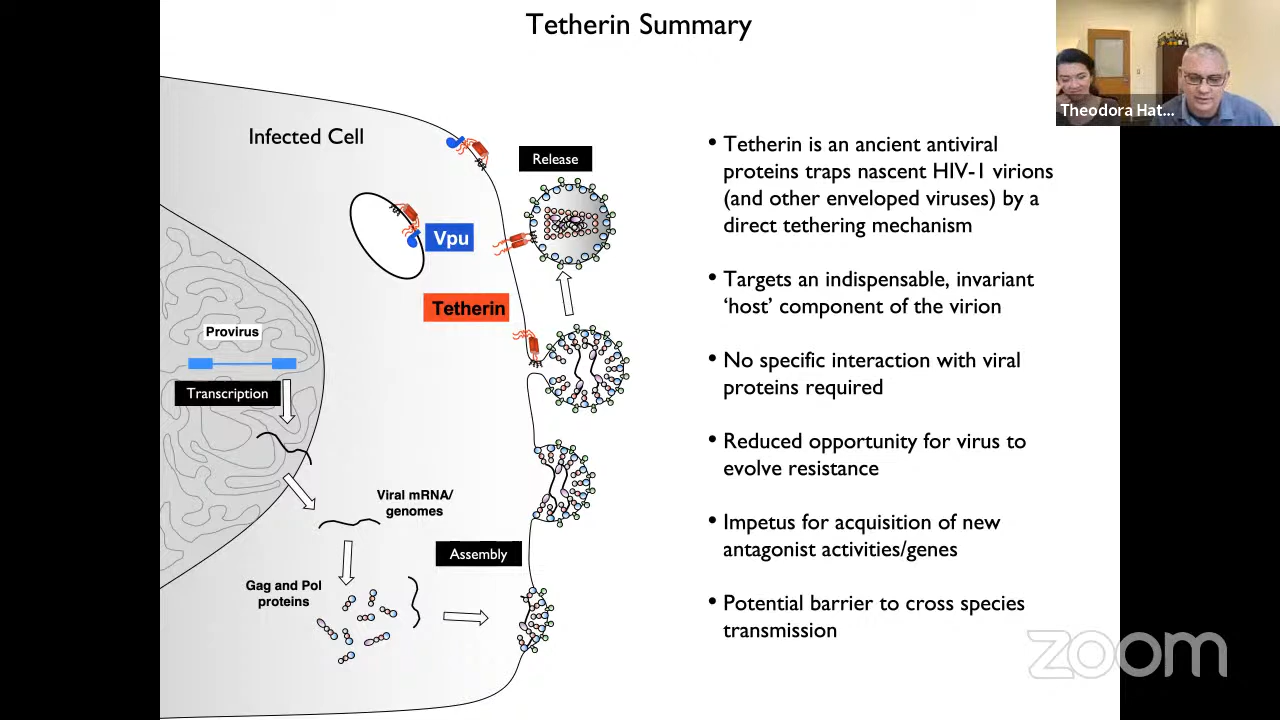 Tetherin Summary
Theodora Hat...
Infected Cell
Release
Vpu
Tetherin
Provirus
Transcription
Viral mRNA/
genomes
Assembly
Gag and Pol
proteins
• Tetherin is an ancient antiviral
proteins traps nascent HIV-1 virions
(and other enveloped viruses) by a
direct tethering mechanism
• Targets an indispensable, invariant
‘host’ component of the virion
• No specific interaction with viral
proteins required
• Reduced opportunity for virus to
evolve resistance
• Impetus for acquisition of new
antagonist activities/genes
• Potential barrier to cross species
transmission
zoom